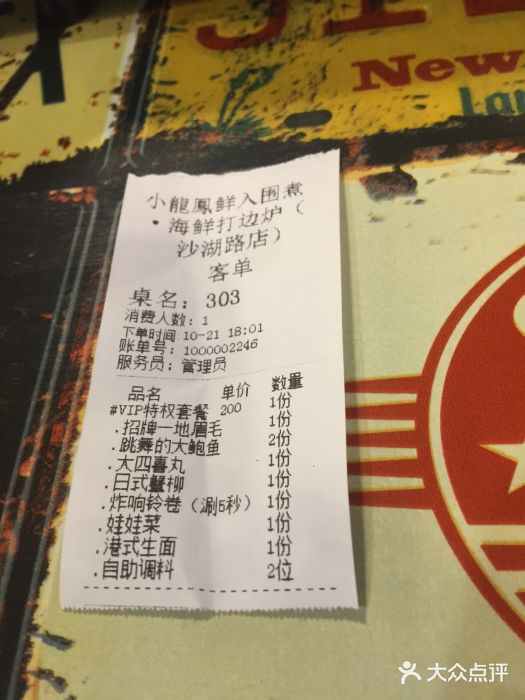 New
La
小龍鳳鲜入围煮
·海鲜打边炉（
沙湖路店）
客单
桌名：303
消费人数：1
下单时间:10-21 18:01
账单号：1000002246
服务员：管理员
品名 单价 数量
#VIP特权套餐 200 1份
.招牌一地眉毛 1份
.跳舞的大鲍鱼 2份
.大四喜丸 1份
.日式蟹柳 1份
.炸响铃卷（涮5秒） 1份
.娃娃菜 1份
.港式生面 1份
.自助调料 2位
大众点评